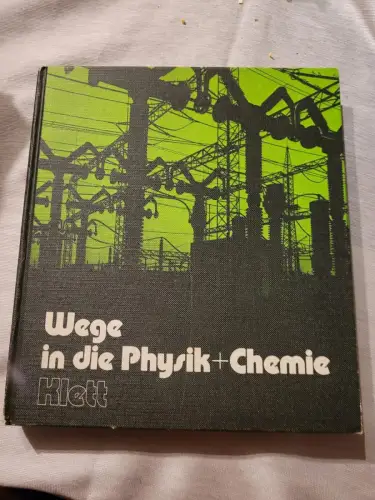 Wege
in die Physik+Chemie
Klett